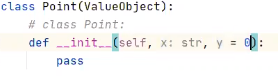 class Point(ValueObject):
    # class Point:
    def __init__(self, x: str, y = 0):
        pass